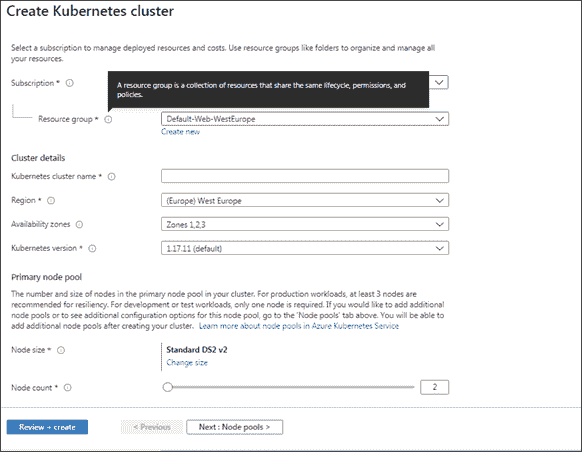 Create Kubernetes cluster
Select a subscription to manage deployed resources and costs. Use resource groups like folders to organize and manage all
your resources.
A resource group is a collection of resources that share the same lifecycle, permissions, and
policies.
Subscription *
Resource group *
Default-Web-WestEurope
Create new
Cluster details
Kubernetes cluster name *
Region *
(Europe) West Europe
Availability zones
Zones 1,2,3
Kubernetes version *
1.17.11 (default)
Primary node pool
The number and size of nodes in the primary node pool in your cluster. For production workloads, at least 3 nodes are
recommended for resiliency. For development or test workloads, only one node is required. If you would like to add additional
node pools or to see additional configuration options for this node pool, go to the 'Node pools' tab above. You will be able to
add additional node pools after creating your cluster. Learn more about node pools in Azure Kubernetes Service
Node size *
Standard DS2 v2
Change size
Node count *
2
Review + create
< Previous
Next : Node pools >